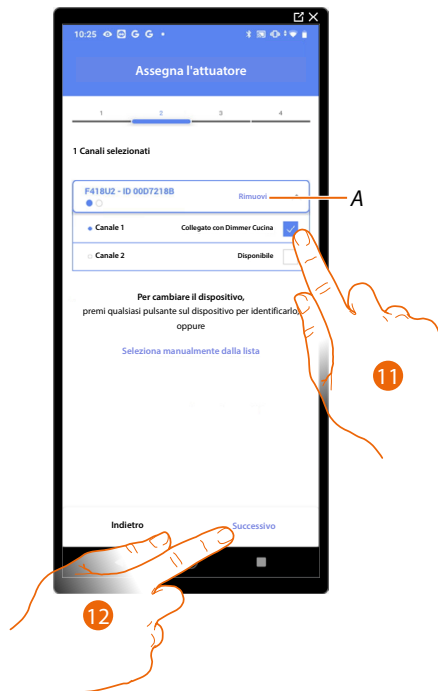 10:25 G G
Assegna l'attuatore
1 2 3 4
1 Canali selezionati
F418U2 - ID 00D7218B
Rimuovi
A
Canale 1 Collegato con Dimmer Cucina
Canale 2 Disponibile
Per cambiare il dispositivo,
premi qualsiasi pulsante sul dispositivo per identificarlo,
oppure
Seleziona manualmente dalla lista
11
Indietro Successivo
12